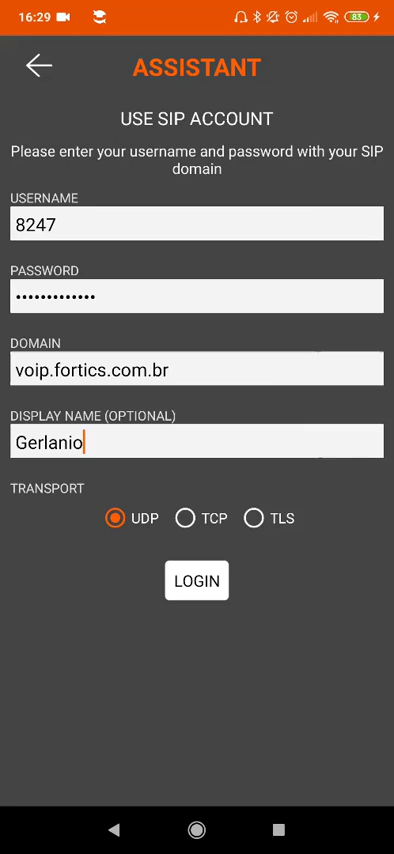 16:29
83
ASSISTANT
USE SIP ACCOUNT
Please enter your username and password with your SIP
domain
USERNAME
8247
PASSWORD
•••••••••••••
DOMAIN
voip.fortics.com.br
DISPLAY NAME (OPTIONAL)
Gerlanio
TRANSPORT
UDP TCP TLS
LOGIN